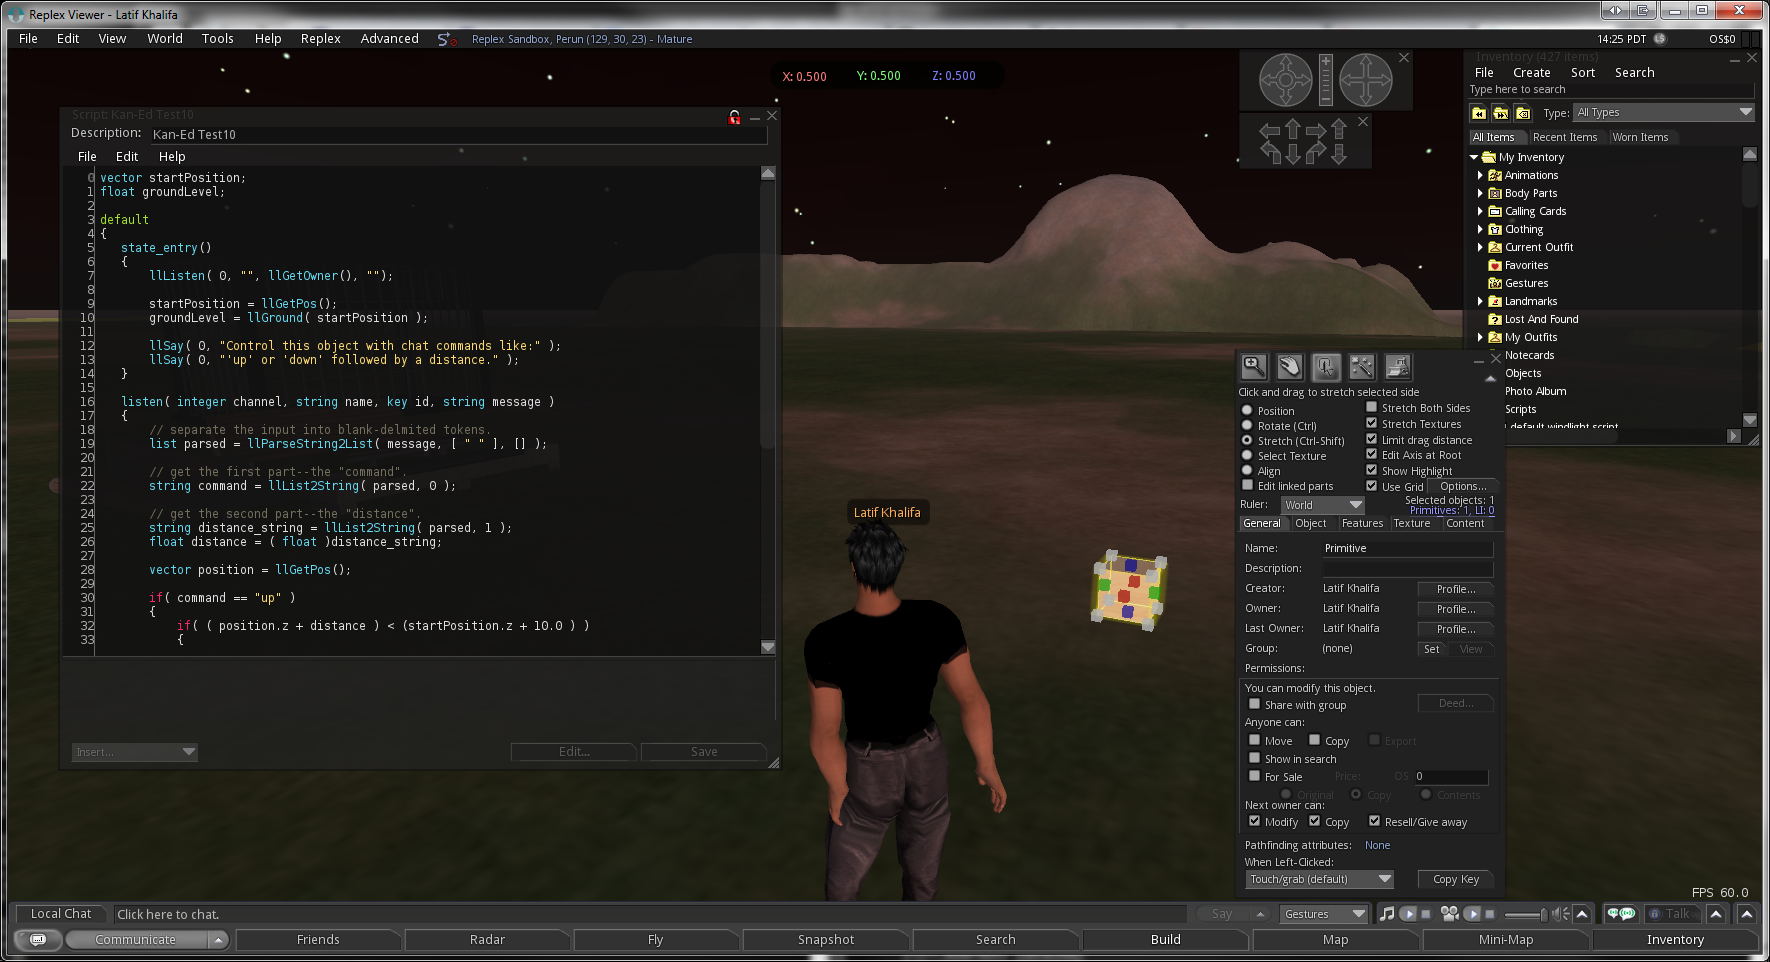 Replex Viewer - Latif Khalifa
File Edit View World Tools Help Replex Advanced Replex Sandbox, Perun (129, 30, 23) - Mature 14:25 PDT OS$0
X: 0.500 Y: 0.500 Z: 0.500
Script: Kan-Ed Test10
Description: Kan-Ed Test10
File Edit Help
0 vector startPosition;
1 float groundLevel;
2
3 default
4 {
5 state_entry()
6 {
7 llListen( 0, "", llGetOwner(), "");
8
9 startPosition = llGetPos();
10 groundLevel = llGround( startPosition );
11
12 llSay( 0, "Control this object with chat commands like:" );
13 llSay( 0, "'up' or 'down' followed by a distance." );
14 }
15
16 listen( integer channel, string name, key id, string message )
17 {
18 // separate the input into blank-delmited tokens.
19 list parsed = llParseString2List( message, [ " " ], [] );
20
21 // get the first part--the "command".
22 string command = llList2String( parsed, 0 );
23
24 // get the second part--the "distance".
25 string distance_string = llList2String( parsed, 1 );
26 float distance = ( float )distance_string;
27
28 vector position = llGetPos();
29
30 if( command == "up" )
31 {
32 if( ( position.z + distance ) < (startPosition.z + 10.0 ) )
33 {
Insert... Edit... Save
Latif Khalifa
Inventory (427 items)
File Create Sort Search
Type here to search
Type: All Types
All Items Recent Items Worn Items
My Inventory
Animations
Body Parts
Calling Cards
Clothing
Current Outfit
Favorites
Gestures
Landmarks
Lost And Found
My Outfits
Notecards
Objects
Photo Album
Scripts
default windlight script
Click and drag to stretch selected side
Position
Rotate (Ctrl)
Stretch (Ctrl-Shift)
Select Texture
Align
Edit linked parts
Stretch Both Sides
Stretch Textures
Limit drag distance
Edit Axis at Root
Show Highlight
Use Grid Options...
Ruler: World
Selected objects: 1
Primitives: 1, LI: 0
General Object Features Texture Content
Name: Primitive
Description:
Creator: Latif Khalifa Profile...
Owner: Latif Khalifa Profile...
Last Owner: Latif Khalifa Profile...
Group: (none) Set View
Permissions:
You can modify this object.
Share with group Deed...
Anyone can:
Move Copy Export
Show in search
For Sale Price: OS 0
Original Copy Contents
Next owner can:
Modify Copy Resell/Give away
Pathfinding attributes: None
When Left-Clicked:
Touch/grab (default) Copy Key
FPS 60.0
Local Chat Click here to chat. Say Gestures Talk
Communicate Friends Radar Fly Snapshot Search Build Map Mini-Map Inventory